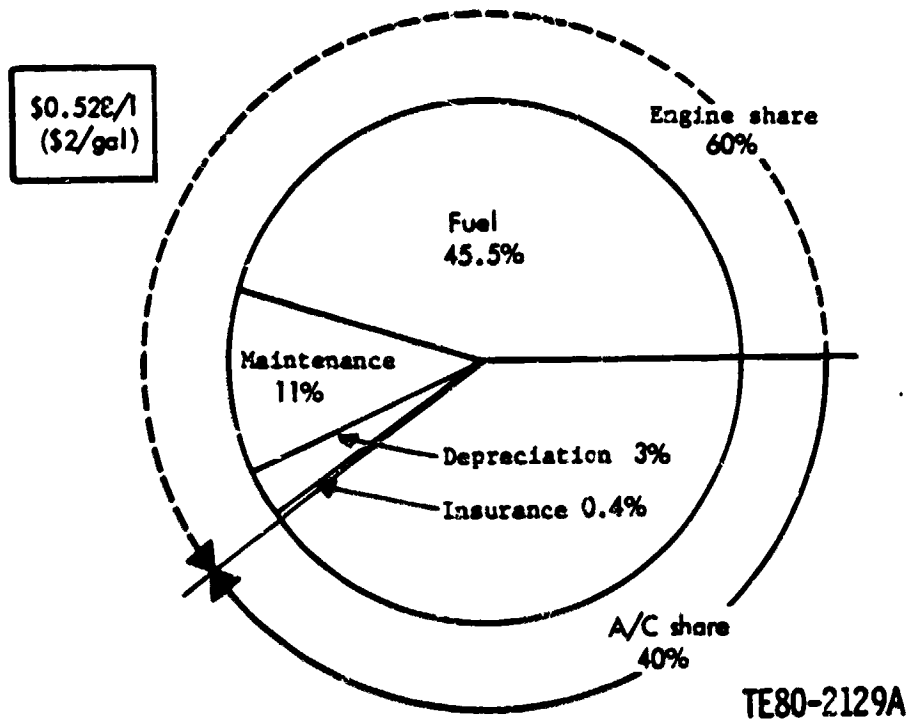 $0.528/l
($2/gal)
Engine share
60%
Fuel
45.5%
Maintenance
11%
Depreciation 3%
Insurance 0.4%
A/C share
40%
TE80-2129A